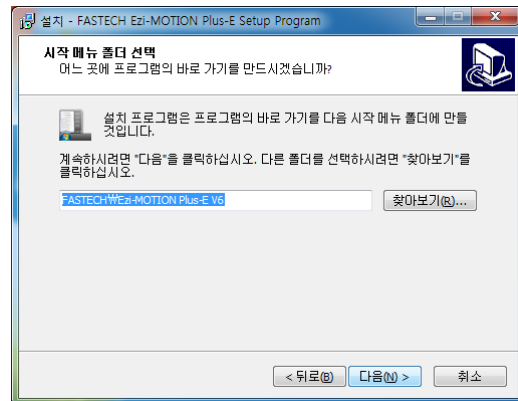 설치 - FASTECH Ezi-MOTION Plus-E Setup Program
시작 메뉴 폴더 선택
어느 곳에 프로그램의 바로 가기를 만드시겠습니까?
설치 프로그램은 프로그램의 바로 가기를 다음 시작 메뉴 폴더에 만들
것입니다.
계속하시려면 "다음"을 클릭하십시오. 다른 폴더를 선택하시려면 "찾아보기"를
클릭하십시오.
FASTECH₩Ezi-MOTION Plus-E V6
찾아보기(R)...
< 뒤로(B)
다음(N) >
취소